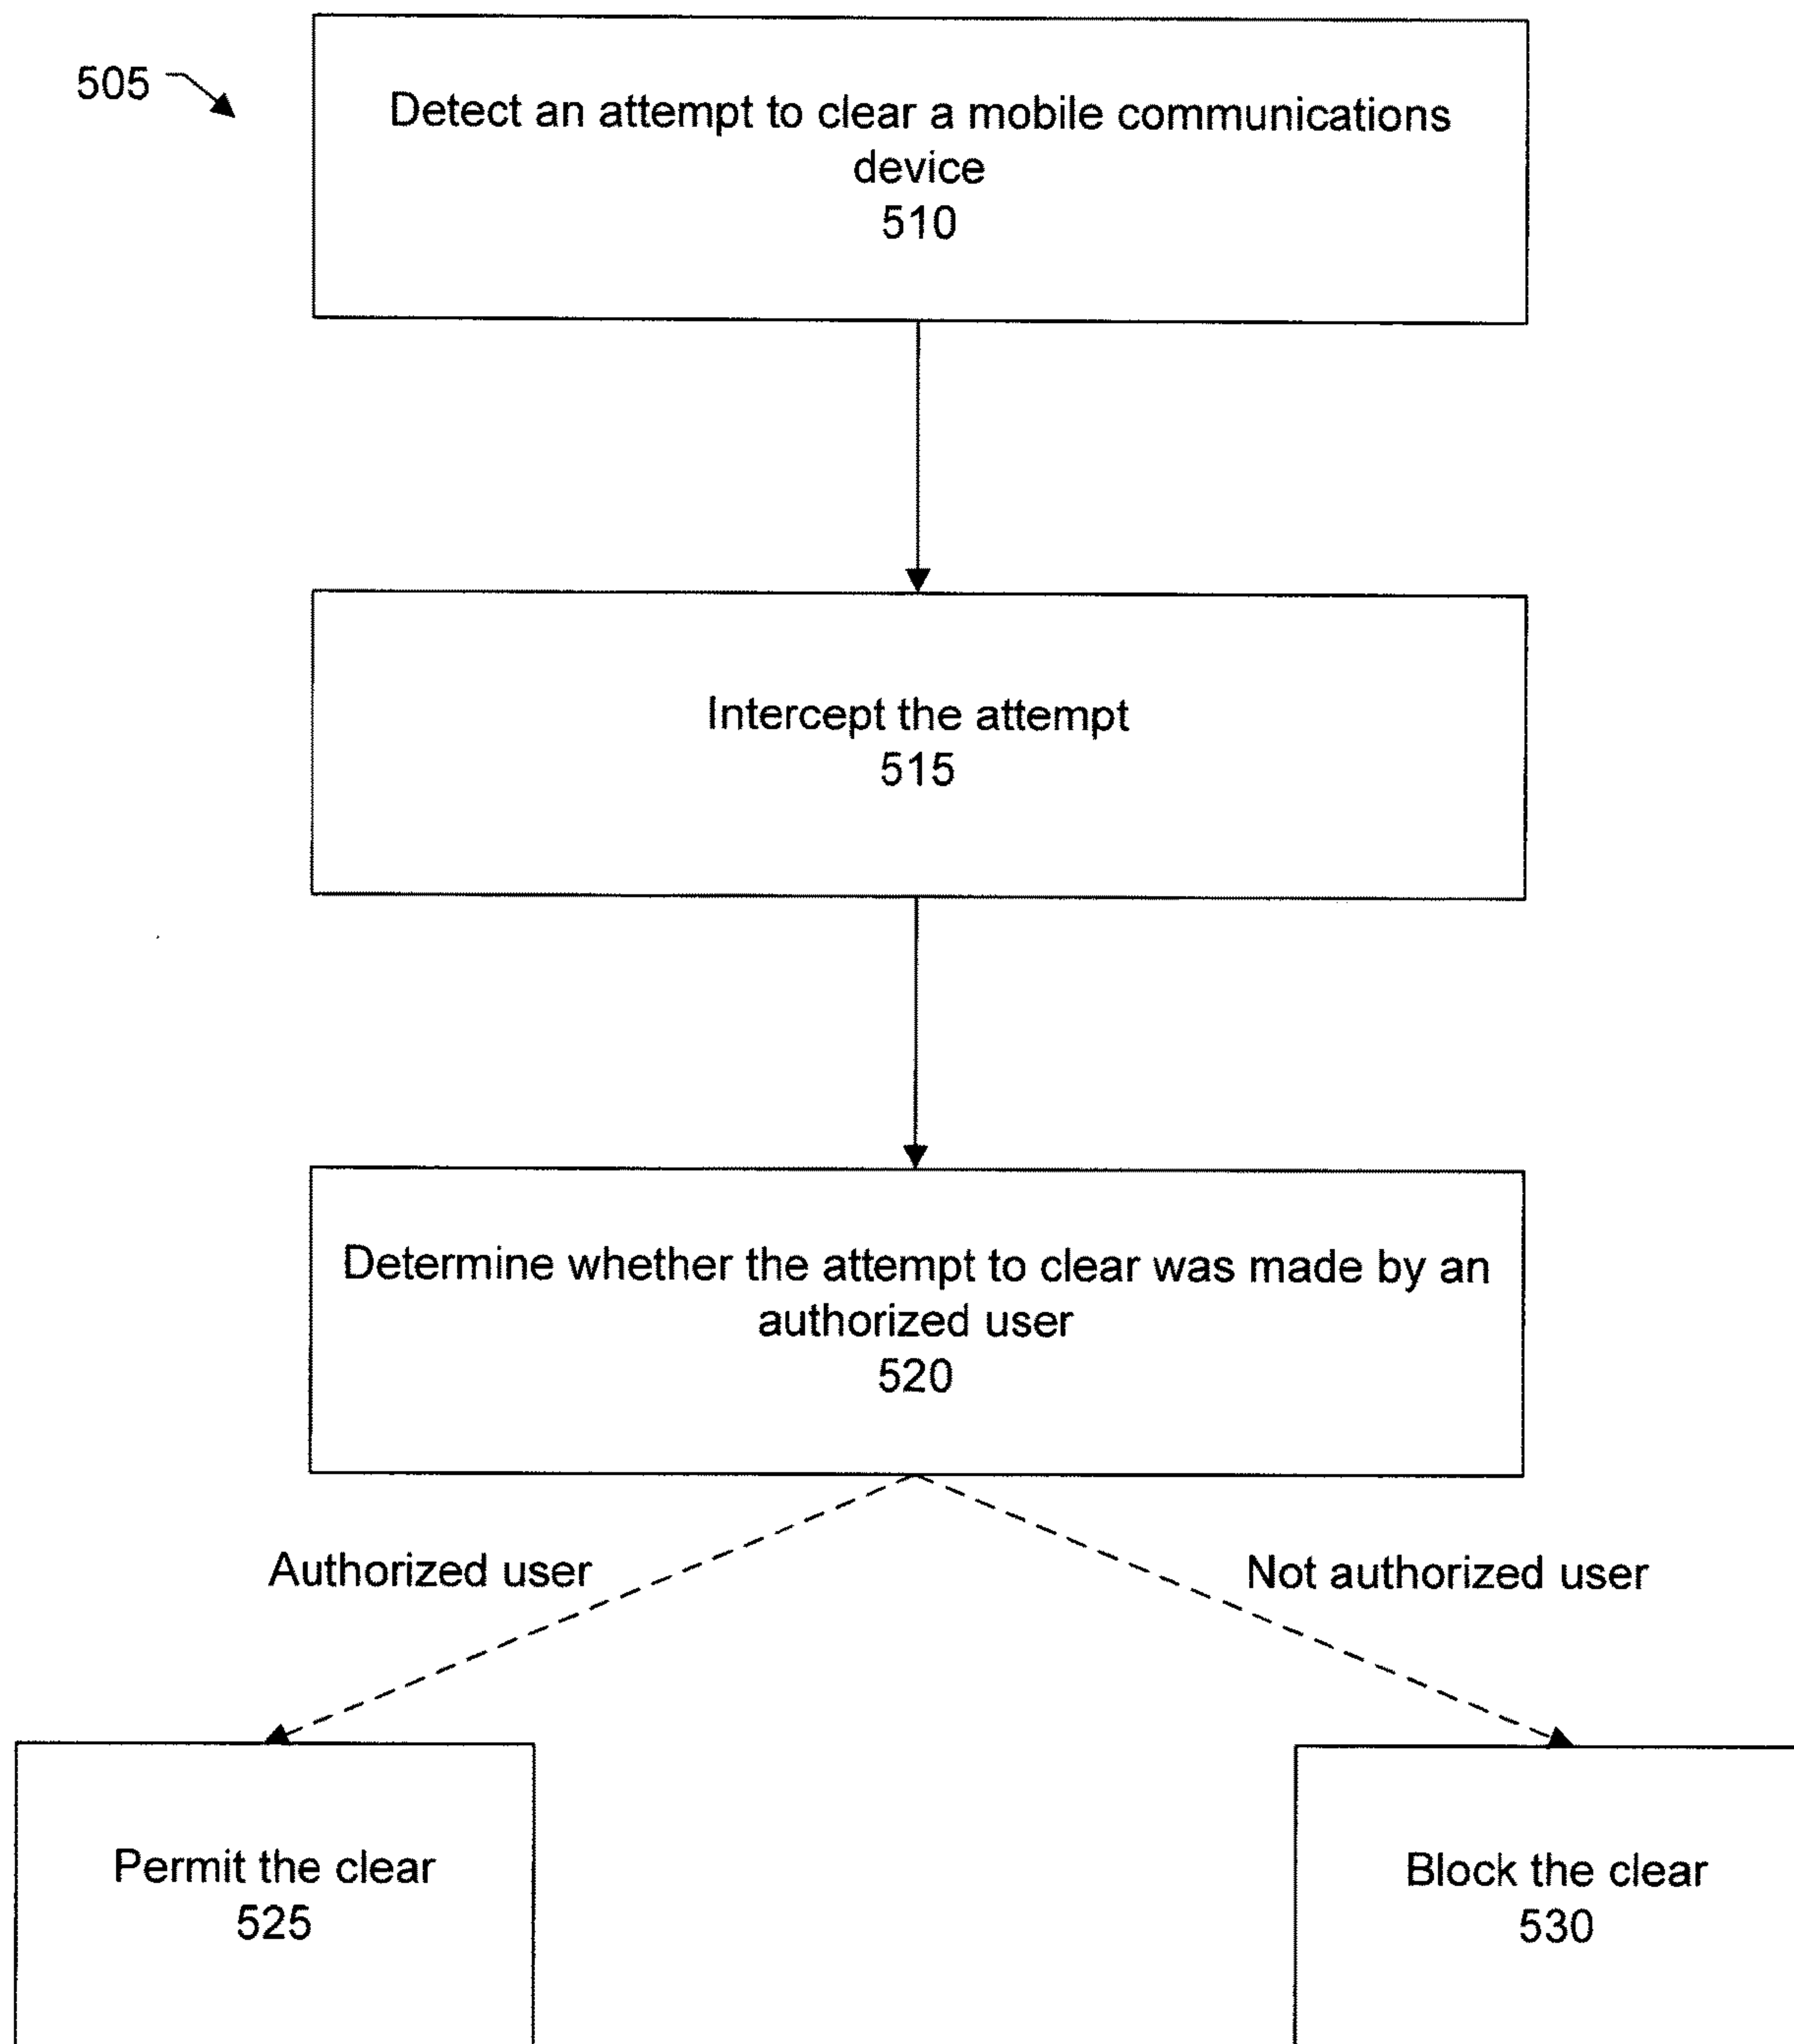 505
Detect an attempt to clear a mobile communications
device
510
Intercept the attempt
515
Determine whether the attempt to clear was made by an
authorized user
520
Authorized user
Not authorized user
Permit the clear
525
Block the clear
530